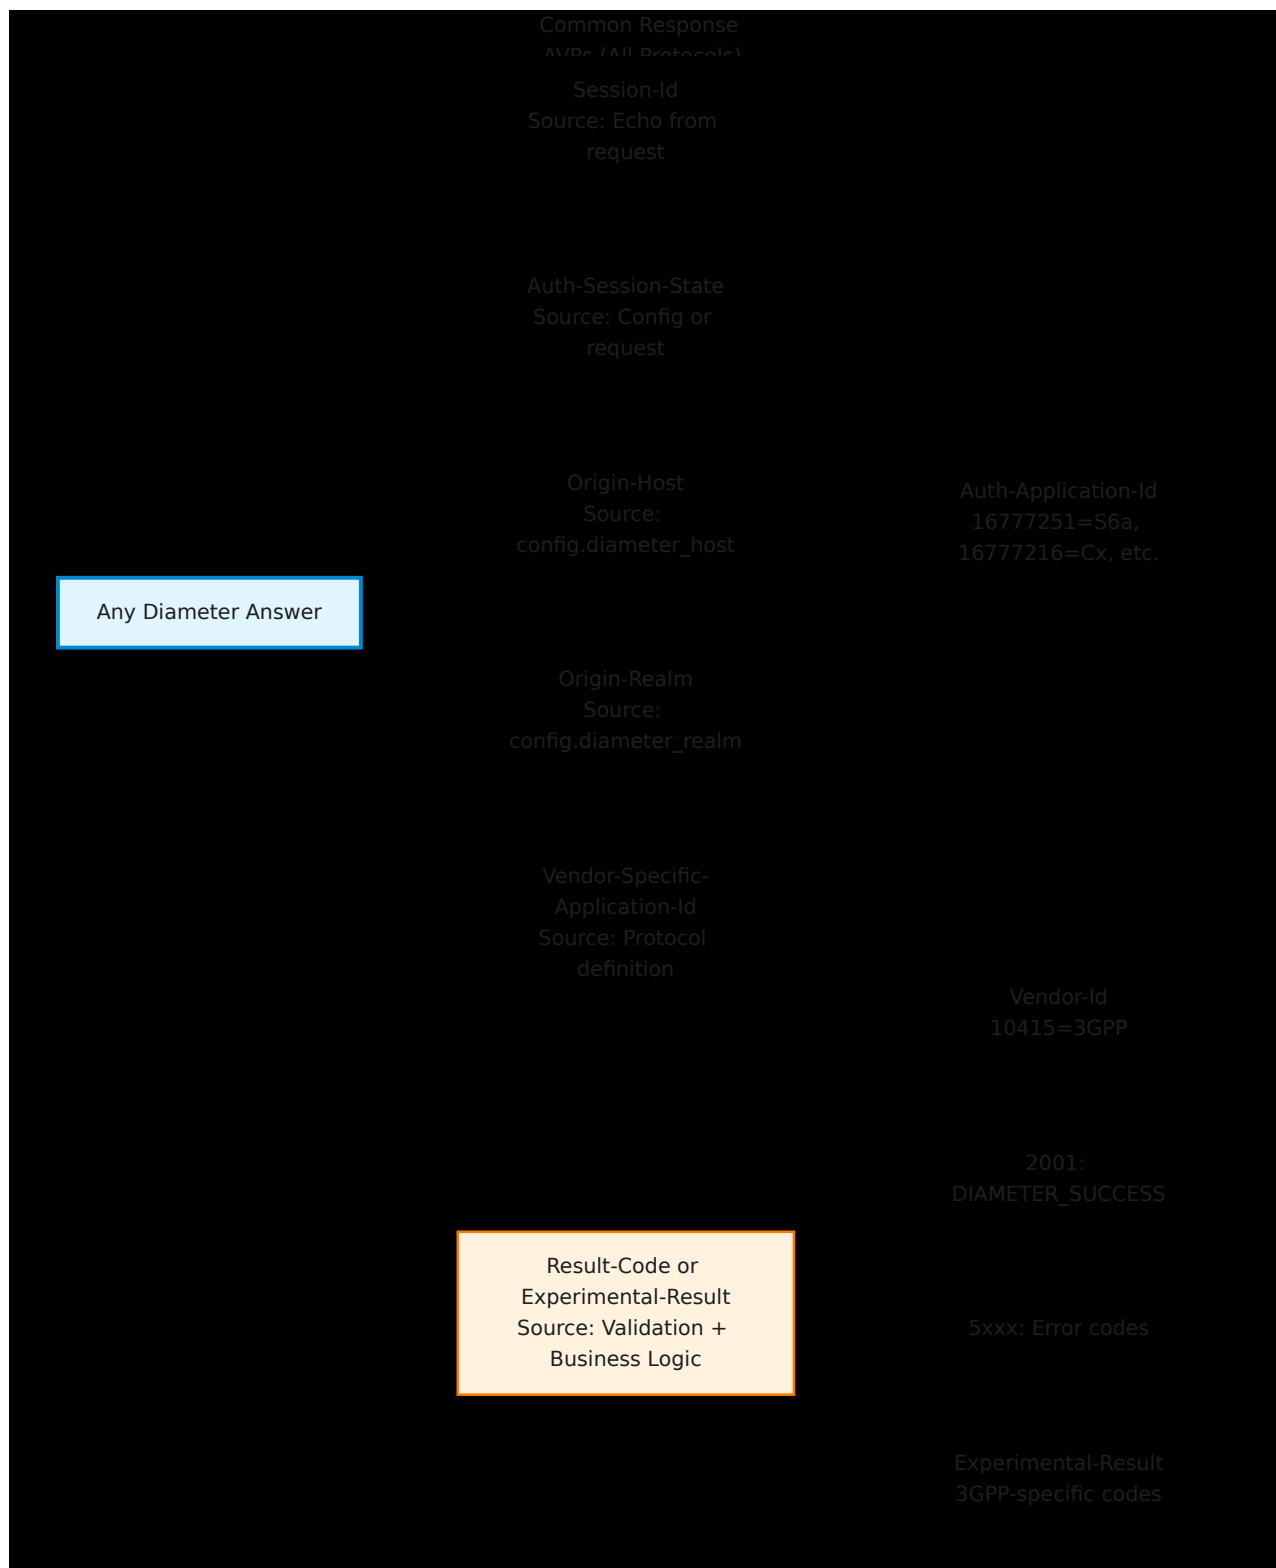 Common Response
AVPs (All Protocols)
Session-Id
Source: Echo from
request
Auth-Session-State
Source: Config or
request
Origin-Host
Source:
config.diameter_host
Auth-Application-Id
16777251=S6a,
16777216=Cx, etc.
Any Diameter Answer
Origin-Realm
Source:
config.diameter_realm
Vendor-Specific-
Application-Id
Source: Protocol
definition
Vendor-Id
10415=3GPP
2001:
DIAMETER_SUCCESS
Result-Code or
Experimental-Result
Source: Validation +
Business Logic
5xxx: Error codes
Experimental-Result
3GPP-specific codes